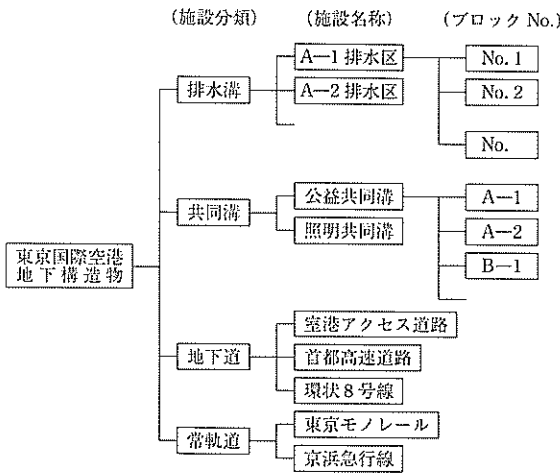 (施設分類) (施設名称) (ブロック No.)
A—1 排水区 No. 1
排水溝 A—2 排水区 No. 2
No.
公益共同溝 A—1
共同溝 照明共同溝 A—2
B—1
東京国際空港
地下構造物
空港アクセス道路
地下道 首都高速道路
環状8号線
東京モノレール
常軌道
京浜急行線